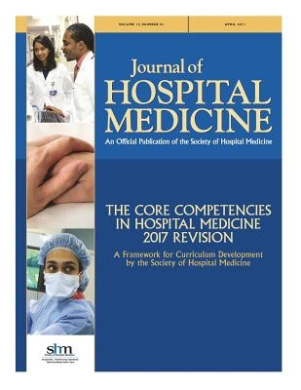 VOLUME 12, NUMBER S1 APRIL 2017
Journal of
HOSPITAL
MEDICINE
An Official Publication of the Society of Hospital Medicine
THE CORE COMPETENCIES
IN HOSPITAL MEDICINE
2017 REVISION
A Framework for Curriculum Development
by the Society of Hospital Medicine
shm